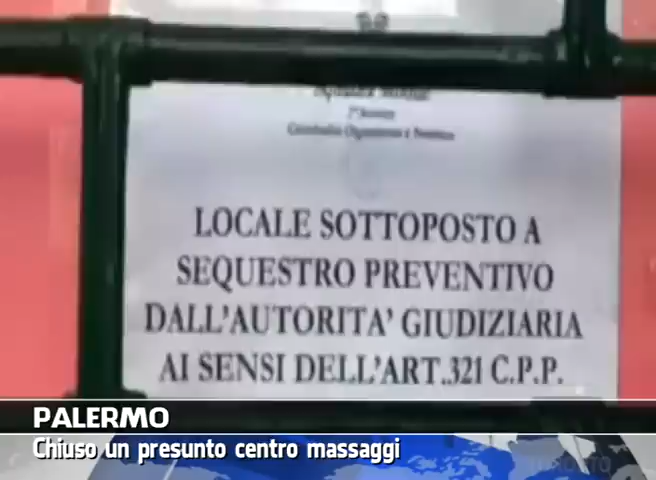 LOCALE SOTTOPOSTO A
SEQUESTRO PREVENTIVO
DALL'AUTORITA' GIUDIZIARIA
AI SENSI DELL'ART.321 C.P.P.
PALERMO
Chiuso un presunto centro massaggi